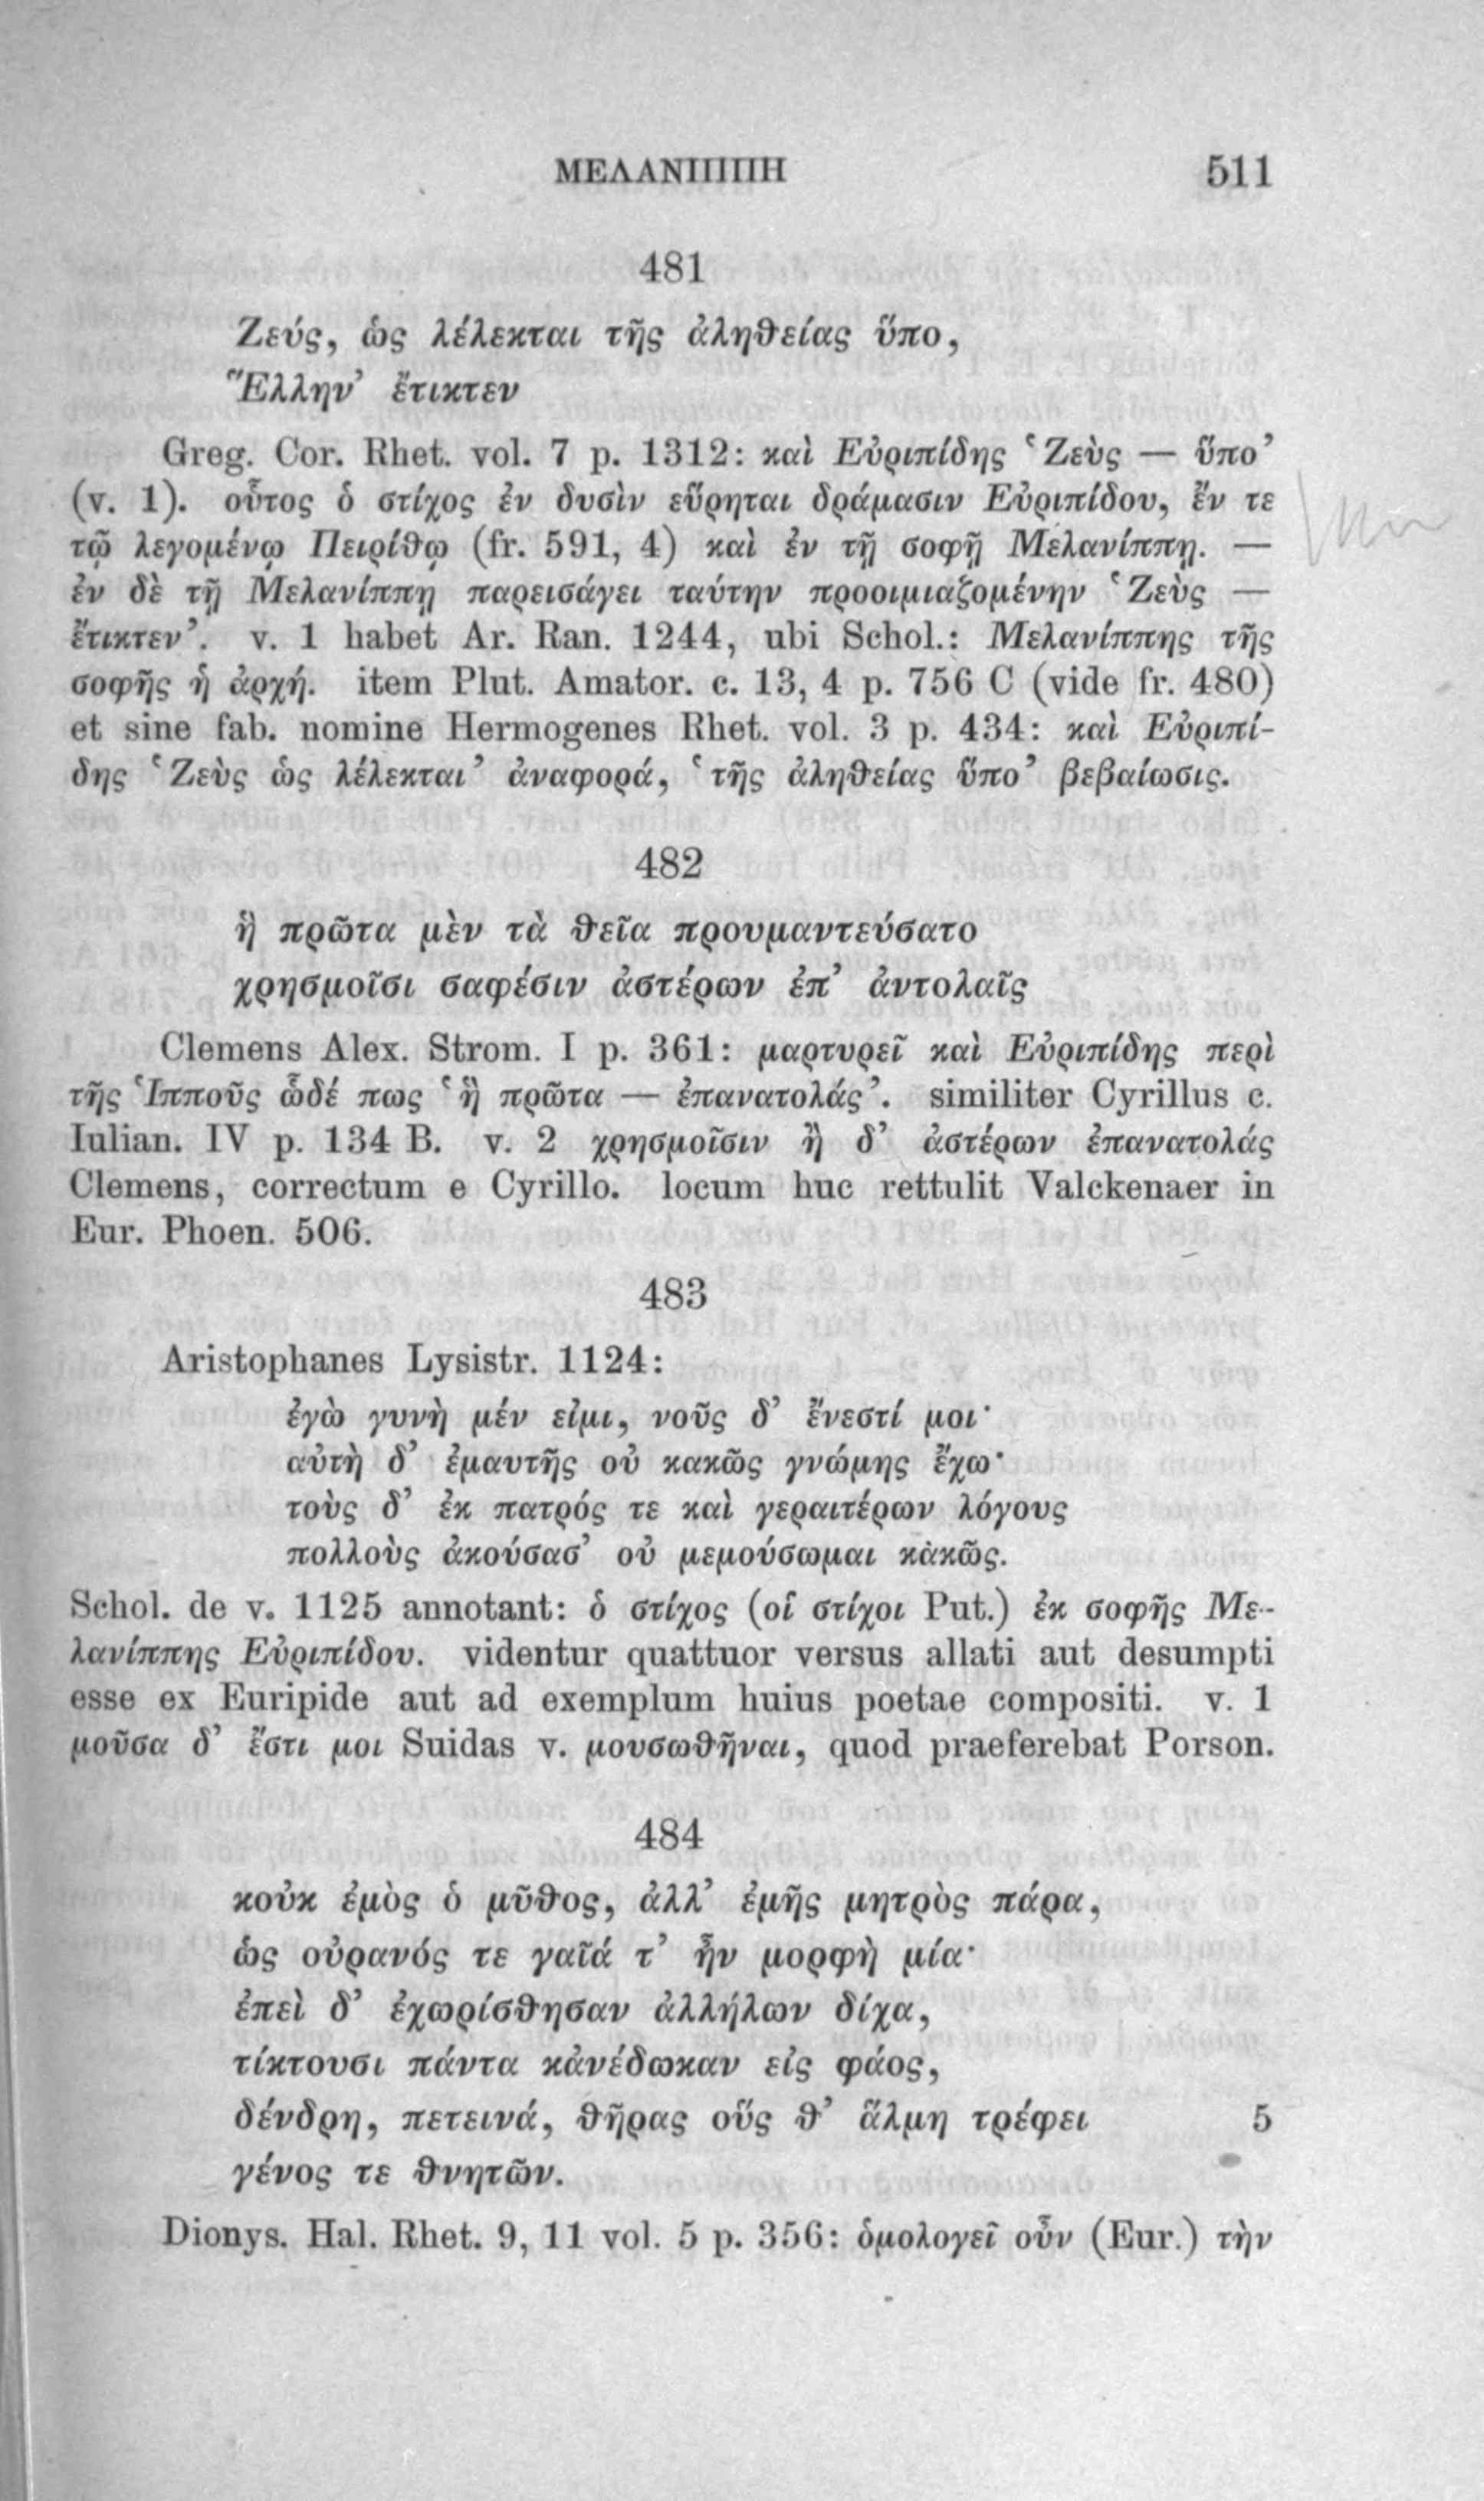 ΜΕΛΑΝΙΠΠΗ 511
481
Ζεύς, ὡς λέλεκται τῆς ἀληθείας ὕπο,
Ἕλλην’ ἔτικτεν
Greg. Cor. Rhet. vol. 7 p. 1312: καὶ Εὐριπίδης ‘Ζεὺς — ὕπο’
(v. 1). οὗτος ὁ στίχος ἐν δυσὶν εὕρηται δράμασιν Εὐριπίδου, ἔν τε
τῷ λεγομένῳ Πειρίθῳ (fr. 591, 4) καὶ ἐν τῇ σοφῇ Μελανίππῃ. —
ἐν δὲ τῇ Μελανίππῃ παρεισάγει ταύτην προοιμιαζομένην ‘Ζεὺς —
ἔτικτεν’. v. 1 habet Ar. Ran. 1244, ubi Schol.: Μελανίππης τῆς
σοφῆς ἡ ἀρχή. item Plut. Amator. c. 13, 4 p. 756 C (vide fr. 480)
et sine fab. nomine Hermogenes Rhet. vol. 3 p. 434: καὶ Εὐριπί-
δης ‘Ζεὺς ὡς λέλεκται’ ἀναφορά, ‘τῆς ἀληθείας ὕπο’ βεβαίωσις.
482
ἣ πρῶτα μὲν τὰ θεῖα προυμαντεύσατο
χρησμοῖσι σαφέσιν ἀστέρων ἐπ’ ἀντολαῖς
Clemens Alex. Strom. I p. 361: μαρτυρεῖ καὶ Εὐριπίδης περὶ
τῆς Ἱπποῦς ὧδέ πως ‘ἣ πρῶτα — ἐπανατολάς’. similiter Cyrillus c.
Iulian. IV p. 134 B. v. 2 χρησμοῖσιν ἢ δ’ ἀστέρων ἐπανατολάς
Clemens, correctum e Cyrillo. locum huc rettulit Valckenaer in
Eur. Phoen. 506.
483
Aristophanes Lysistr. 1124:
ἐγὼ γυνὴ μέν εἰμι, νοῦς δ’ ἔνεστί μοι·
αὐτὴ δ’ ἐμαυτῆς οὐ κακῶς γνώμης ἔχω·
τοὺς δ’ ἐκ πατρός τε καὶ γεραιτέρων λόγους
πολλοὺς ἀκούσασ’ οὐ μεμούσωμαι κακῶς.
Schol. de v. 1125 annotant: ὁ στίχος (οἱ στίχοι Put.) ἐκ σοφῆς Με-
λανίππης Εὐριπίδου. videntur quattuor versus allati aut desumpti
esse ex Euripide aut ad exemplum huius poetae compositi. v. 1
μοῦσα δ’ ἔστι μοι Suidas v. μουσωθῆναι, quod praeferebat Porson.
484
κοὐκ ἐμὸς ὁ μῦθος, ἀλλ’ ἐμῆς μητρὸς πάρα,
ὡς οὐρανός τε γαῖά τ’ ἦν μορφὴ μία·
ἐπεὶ δ’ ἐχωρίσθησαν ἀλλήλων δίχα,
τίκτουσι πάντα κἀνέδωκαν εἰς φάος,
δένδρη, πετεινά, θῆρας οὕς θ’ ἅλμη τρέφει 5
γένος τε θνητῶν.
Dionys. Hal. Rhet. 9, 11 vol. 5 p. 356: ὁμολογεῖ οὖν (Eur.) τὴν